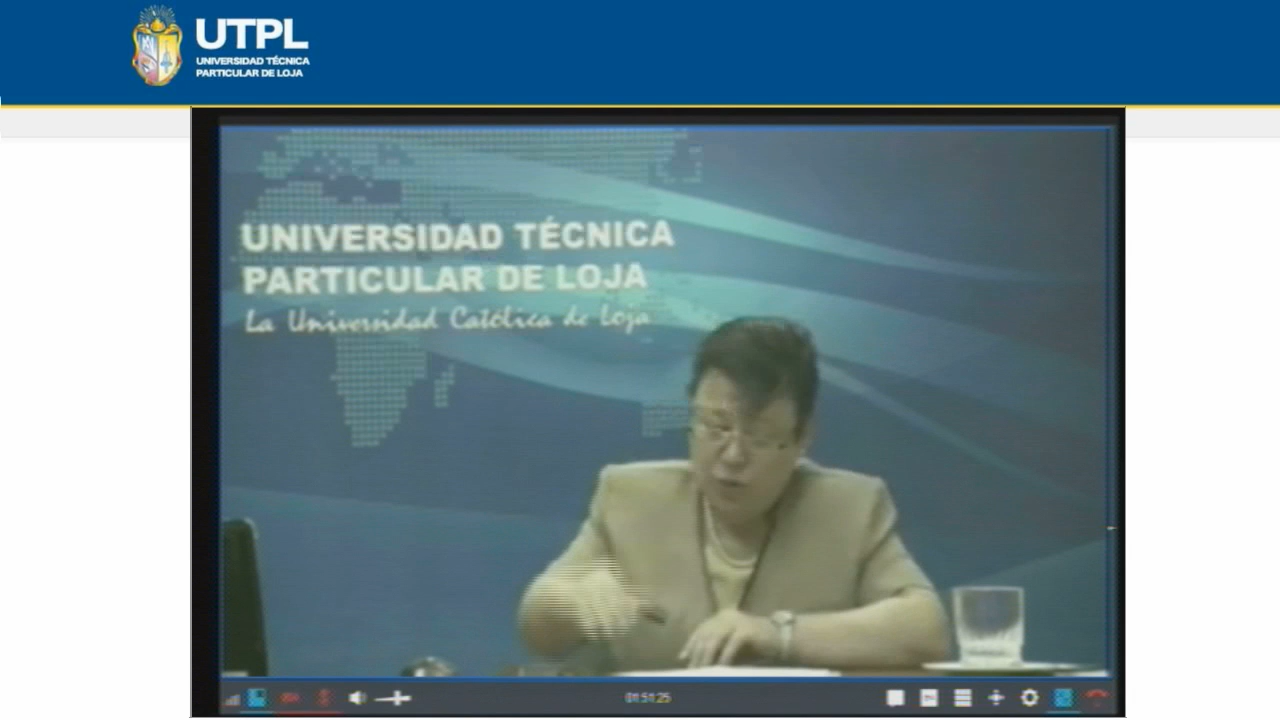 UTPL
UNIVERSIDAD TÉCNICA
PARTICULAR DE LOJA
UNIVERSIDAD TÉCNICA
PARTICULAR DE LOJA
La Universidad Católica de Loja
01:51:25